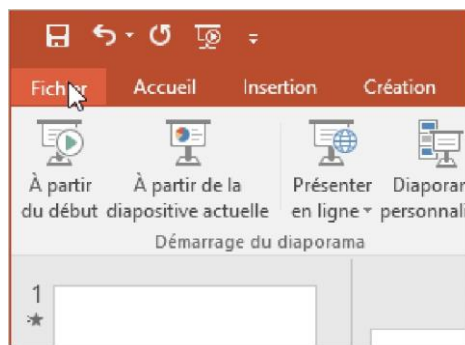 Fichier Accueil Insertion Création
À partir du début
À partir de la diapositive actuelle
Présenter en ligne
Démarrage du diaporama
1